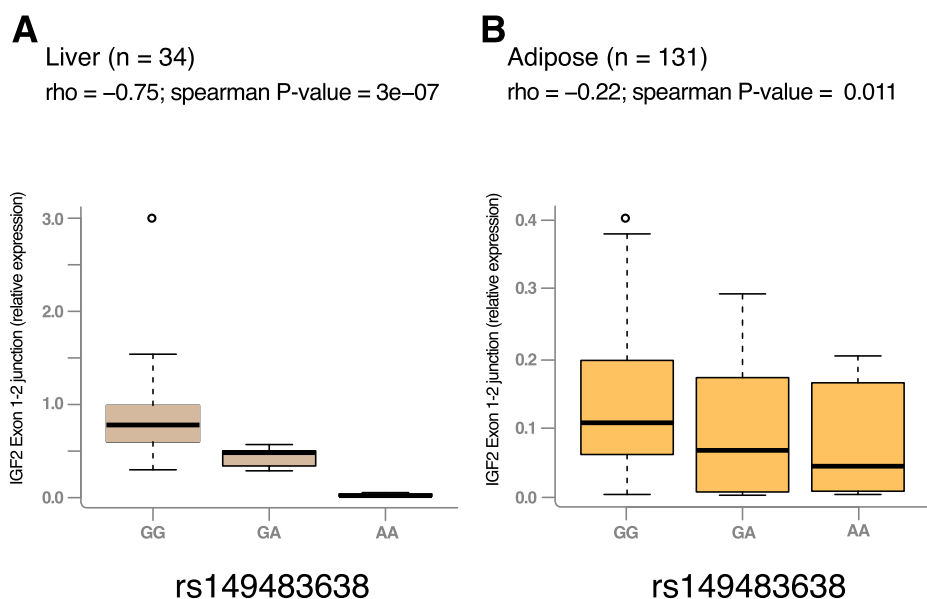 A
Liver (n = 34)
rho = −0.75; spearman P-value = 3e−07
IGF2 Exon 1-2 junction (relative expression)
3.0
2.0
1.0
0.0
GG
GA
AA
rs149483638
B
Adipose (n = 131)
rho = −0.22; spearman P-value = 0.011
IGF2 Exon 1-2 junction (relative expression)
0.4
0.3
0.2
0.1
0.0
GG
GA
AA
rs149483638